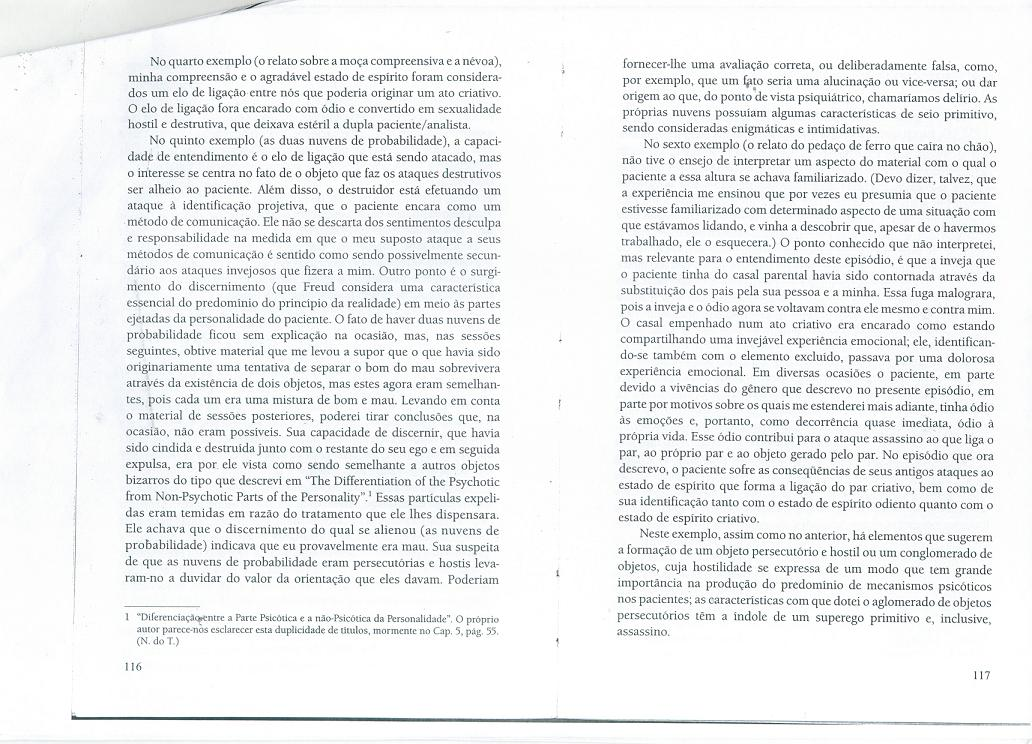 No quarto exemplo (o relato sobre a moça compreensiva e a névoa),
minha compreensão e o agradável estado de espírito foram considera-
dos um elo de ligação entre nós que poderia originar um ato criativo.
O elo de ligação fora encarado com ódio e convertido em sexualidade
hostil e destrutiva, que deixava estéril a dupla paciente/analista.
No quinto exemplo (as duas nuvens de probabilidade), a capaci-
dade de entendimento é o elo de ligação que está sendo atacado, mas
o interesse se centra no fato de o objeto que faz os ataques destrutivos
ser alheio ao paciente. Além disso, o destruidor está efetuando um
ataque à identificação projetiva, que o paciente encara como um
método de comunicação. Ele não se descarta dos sentimentos desculpa
e responsabilidade na medida em que o meu suposto ataque a seus
métodos de comunicação é sentido como sendo possivelmente secun-
dário aos ataques invejosos que fizera a mim. Outro ponto é o surgi-
mento do discernimento (que Freud considera uma característica
essencial do predomínio do princípio da realidade) em meio às partes
ejetadas da personalidade do paciente. O fato de haver duas nuvens de
probabilidade ficou sem explicação na ocasião, mas, nas sessões
seguintes, obtive material que me levou a supor que o que havia sido
originariamente uma tentativa de separar o bom do mau sobrevivera
através da existência de dois objetos, mas estes agora eram semelhan-
tes, pois cada um era uma mistura de bom e mau. Levando em conta
o material de sessões posteriores, poderei tirar conclusões que, na
ocasião, não eram possíveis. Sua capacidade de discernir, que havia
sido cindida e destruída junto com o restante do seu ego e em seguida
expulsa, era por ele vista como sendo semelhante a outros objetos
bizarros do tipo que descrevi em “The Differentiation of the Psychotic
from Non-Psychotic Parts of the Personality”.1 Essas partículas expeli-
das eram temidas em razão do tratamento que ele lhes dispensara.
Ele achava que o discernimento do qual se alienou (as nuvens de
probabilidade) indicava que eu provavelmente era mau. Sua suspeita
de que as nuvens de probabilidade eram persecutórias e hostis leva-
ram-no a duvidar do valor da orientação que eles davam. Poderiam
1 “Diferenciação entre a Parte Psicótica e a não-Psicótica da Personalidade”. O próprio
autor parece-nos esclarecer esta duplicidade de títulos, mormente no Cap. 5, pág. 55.
(N. do T.)
116
fornecer-lhe uma avaliação correta, ou deliberadamente falsa, como,
por exemplo, que um fato seria uma alucinação ou vice-versa; ou dar
origem ao que, do ponto de vista psiquiátrico, chamaríamos delírio. As
próprias nuvens possuíam algumas características de seio primitivo,
sendo consideradas enigmáticas e intimidativas.
No sexto exemplo (o relato do pedaço de ferro que caíra no chão),
não tive o ensejo de interpretar um aspecto do material com o qual o
paciente a essa altura se achava familiarizado. (Devo dizer, talvez, que
a experiência me ensinou que por vezes eu presumia que o paciente
estivesse familiarizado com determinado aspecto de uma situação com
que estávamos lidando, e vinha a descobrir que, apesar de o havermos
trabalhado, ele o esquecera.) O ponto conhecido que não interpretei,
mas relevante para o entendimento deste episódio, é que a inveja que
o paciente tinha do casal parental havia sido contornada através da
substituição dos pais pela sua pessoa e a minha. Essa fuga malograra,
pois a inveja e o ódio agora se voltavam contra ele mesmo e contra mim.
O casal empenhado num ato criativo era encarado como estando
compartilhando uma invejável experiência emocional; ele, identifican-
do-se também com o elemento excluído, passava por uma dolorosa
experiência emocional. Em diversas ocasiões o paciente, em parte
devido a vivências do gênero que descrevo no presente episódio, em
parte por motivos sobre os quais me estenderei mais adiante, tinha ódio
às emoções e, portanto, como decorrência quase imediata, ódio à
própria vida. Esse ódio contribui para o ataque assassino ao que liga o
par, ao próprio par e ao objeto gerado pelo par. No episódio que ora
descrevo, o paciente sofre as conseqüências de seus antigos ataques ao
estado de espírito que forma a ligação do par criativo, bem como de
sua identificação tanto com o estado de espírito odiento quanto com o
estado de espírito criativo.
Neste exemplo, assim como no anterior, há elementos que sugerem
a formação de um objeto persecutório e hostil ou um conglomerado de
objetos, cuja hostilidade se expressa de um modo que tem grande
importância na produção do predomínio de mecanismos psicóticos
nos pacientes; as características com que dotei o aglomerado de objetos
persecutórios têm a índole de um superego primitivo e, inclusive,
assassino.
117